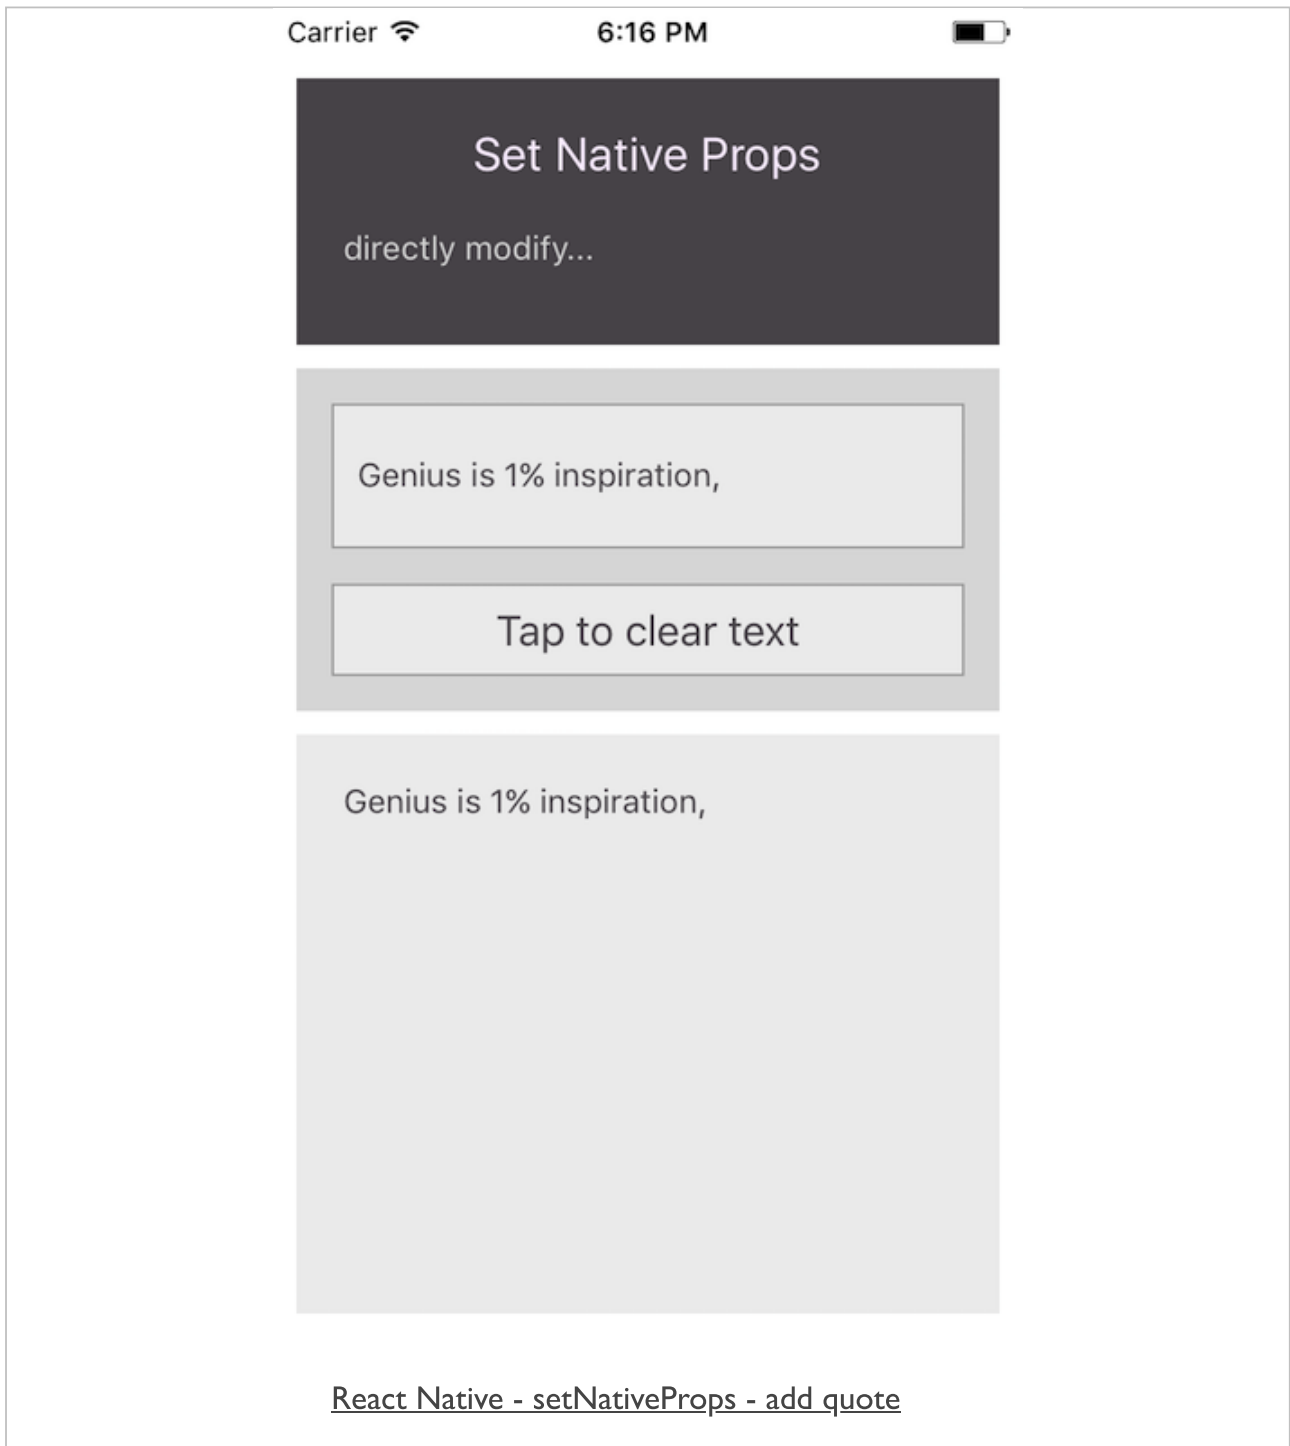 Carrier
6:16 PM
Set Native Props
directly modify...
Genius is 1% inspiration,
Tap to clear text
Genius is 1% inspiration,
React Native - setNativeProps - add quote